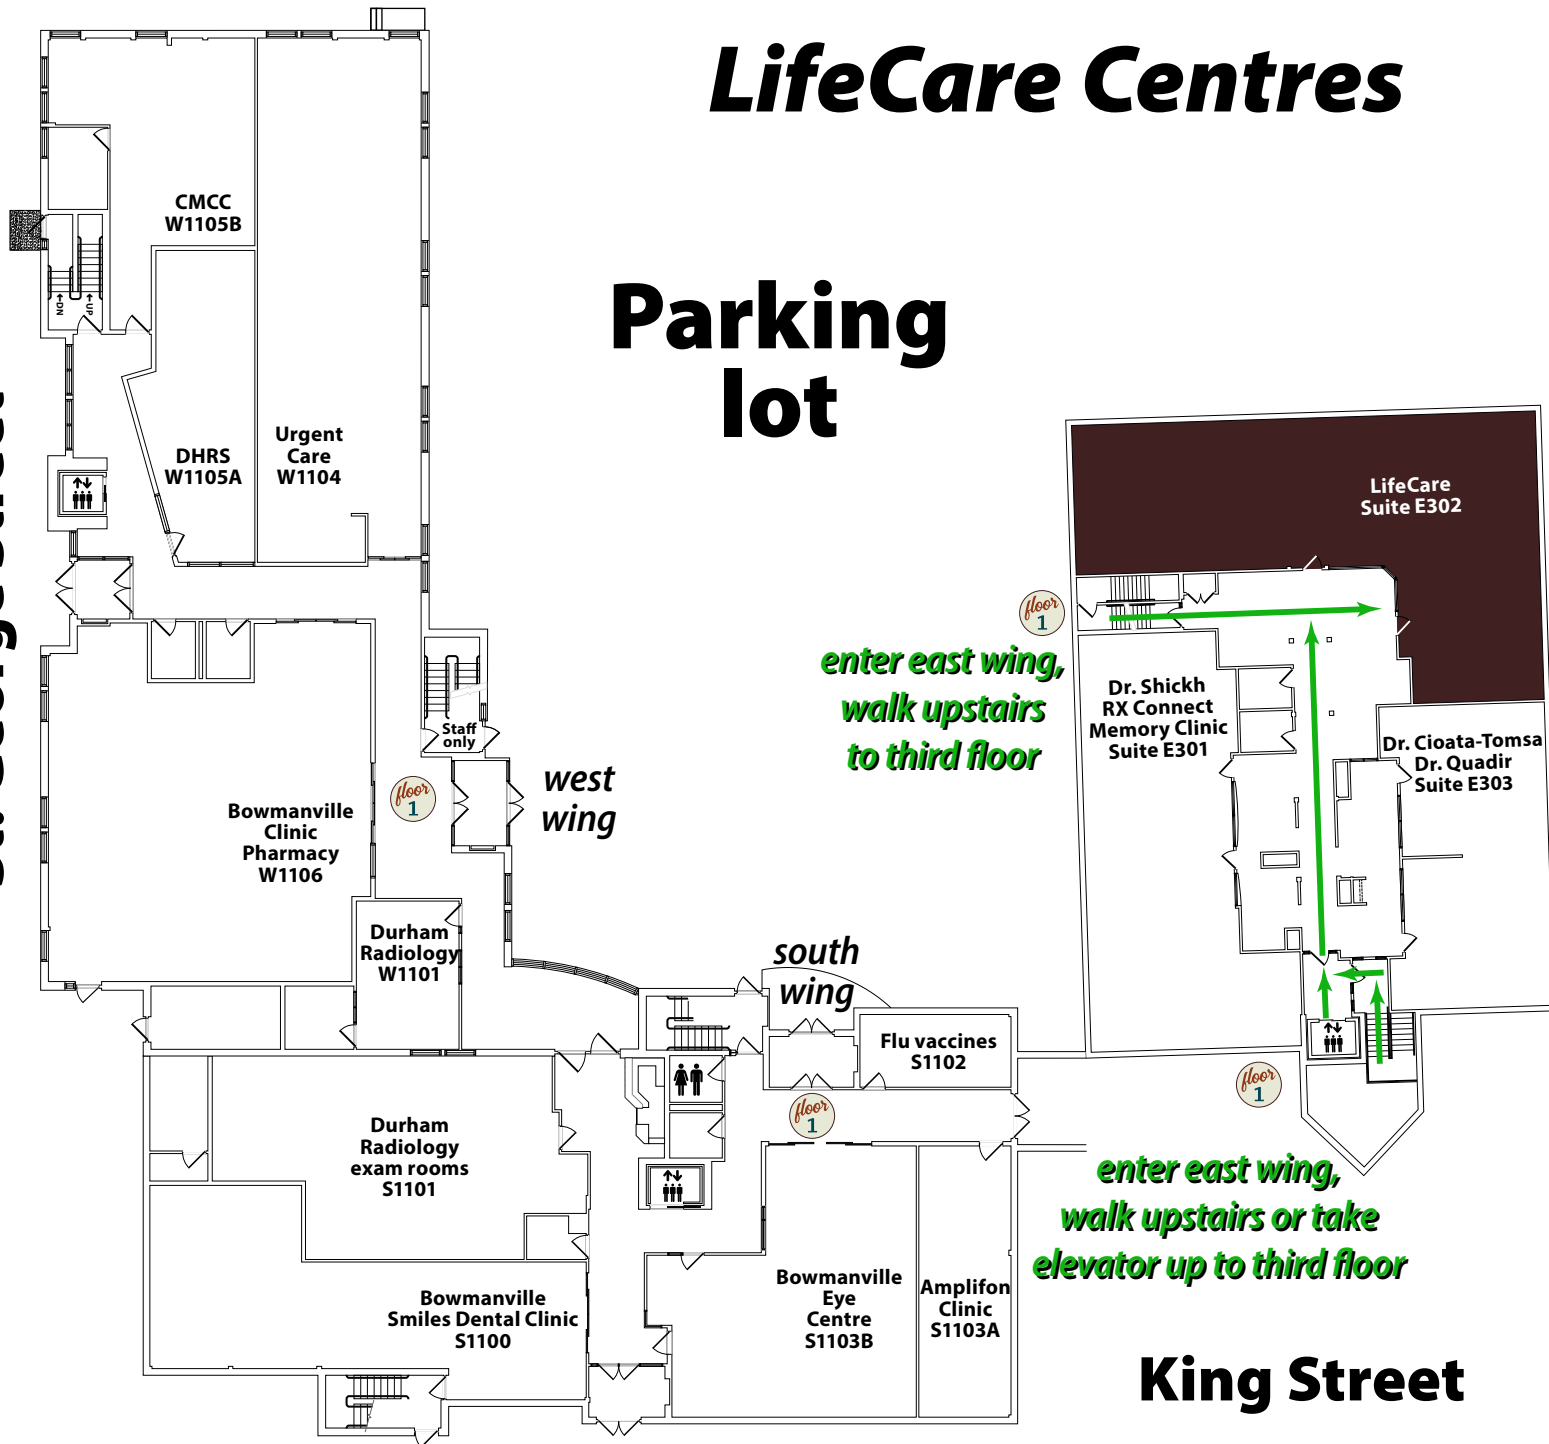 LifeCare Centres
CMCC
W1105B
←DN
←UP
Parking
lot
DHRS
W1105A
Urgent
Care
W1104
LifeCare
Suite E302
floor
1
enter east wing,
walk upstairs
to third floor
Dr. Shickh
RX Connect
Memory Clinic
Suite E301
Dr. Cioata-Tomsa
Dr. Quadir
Suite E303
Staff
only
west
wing
floor
1
Bowmanville
Clinic
Pharmacy
W1106
Durham
Radiology
W1101
south
wing
Flu vaccines
S1102
floor
1
floor
1
Durham
Radiology
exam rooms
S1101
enter east wing,
walk upstairs or take
elevator up to third floor
Bowmanville
Smiles Dental Clinic
S1100
Bowmanville
Eye
Centre
S1103B
Amplifon
Clinic
S1103A
King Street